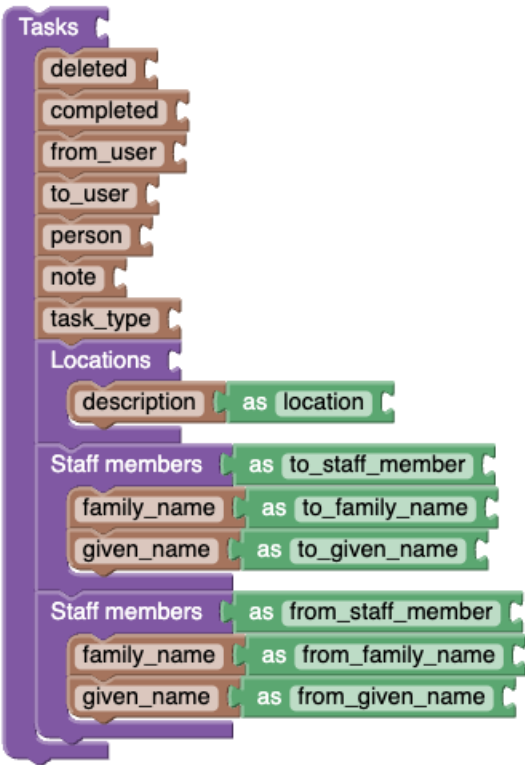 Tasks
deleted
completed
from_user
to_user
person
note
task_type
Locations
description as location
Staff members as to_staff_member
family_name as to_family_name
given_name as to_given_name
Staff members as from_staff_member
family_name as from_family_name
given_name as from_given_name